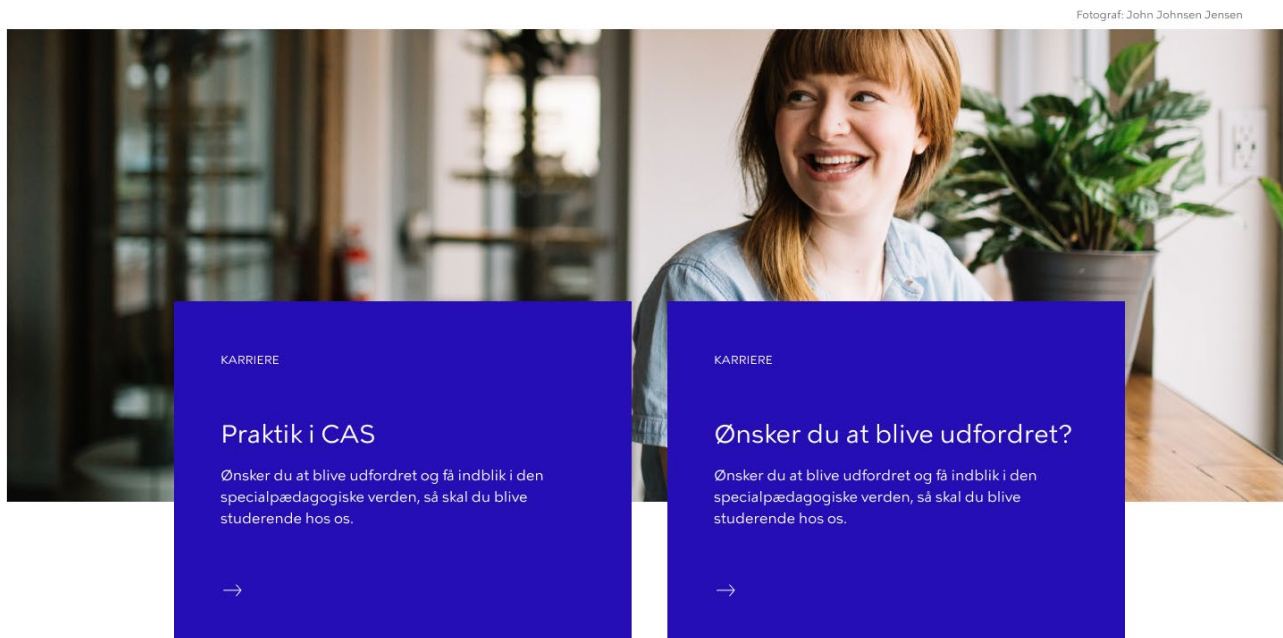 Fotograf: John Johnsen Jensen
KARRIERE
Praktik i CAS
Ønsker du at blive udfordret og få indblik i den
specialpædagogiske verden, så skal du blive
studerende hos os.
→
KARRIERE
Ønsker du at blive udfordret?
Ønsker du at blive udfordret og få indblik i den
specialpædagogiske verden, så skal du blive
studerende hos os.
→